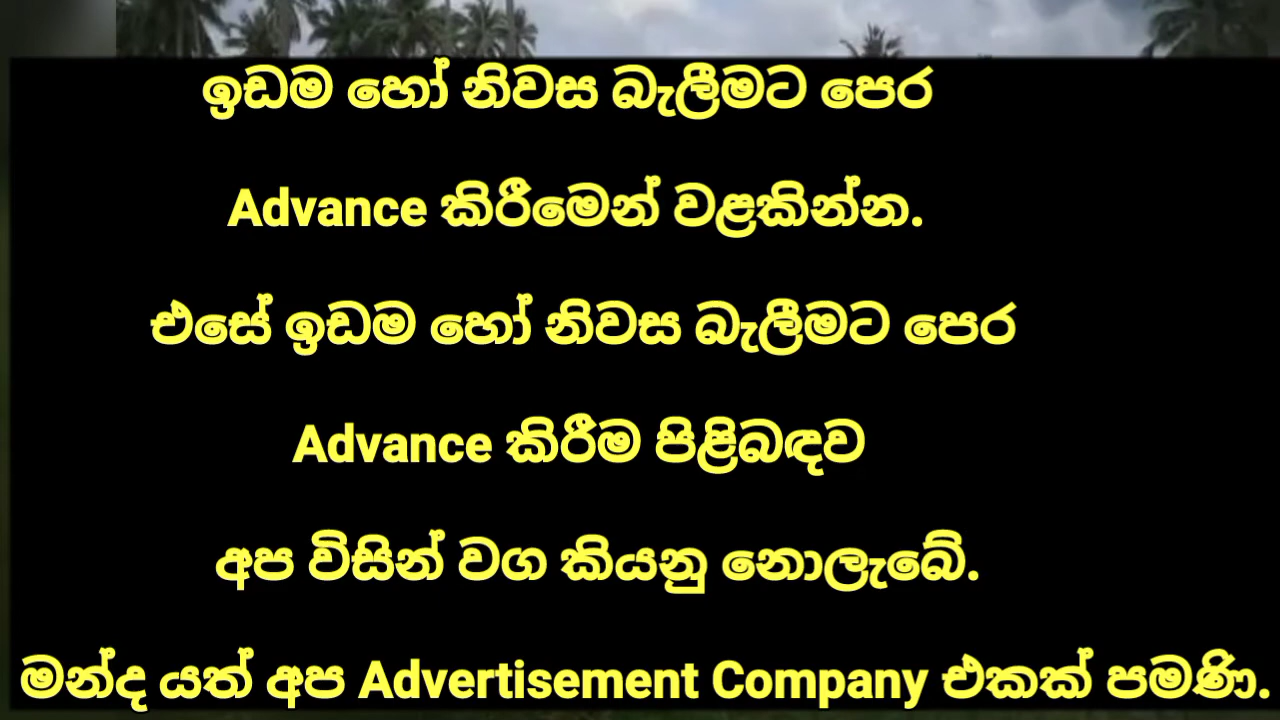 ඉඩම හෝ නිවස බැලීමට පෙර
Advance කිරීමෙන් වළකින්න.
එසේ ඉඩම හෝ නිවස බැලීමට පෙර
Advance කිරීම පිළිබඳව
අප විසින් වග කියනු නොලැබේ.
මන්ද යත් අප Advertisement Company එකක් පමණි.